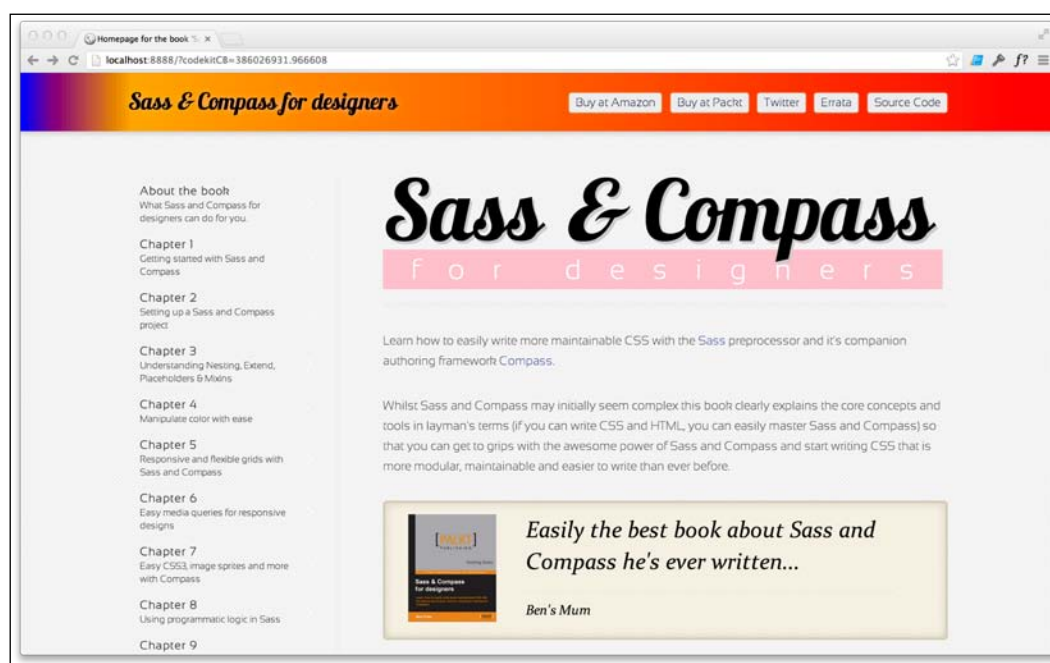 Homepage for the book
localhost:8888/?codekitCB=386026931.966608
f?
Sass & Compass for designers
Buy at Amazon
Buy at Packt
Twitter
Errata
Source Code
About the book
What Sass and Compass for
designers can do for you.
Chapter 1
Getting started with Sass and
Compass
Chapter 2
Setting up a Sass and Compass
project
Chapter 3
Understanding Nesting, Extend,
Placeholders & Mixins
Chapter 4
Manipulate color with ease
Chapter 5
Responsive and flexible grids with
Sass and Compass
Chapter 6
Easy media queries for responsive
designs
Chapter 7
Easy CSS3, image sprites and more
with Compass
Chapter 8
Using programmatic logic in Sass
Chapter 9
Sass & Compass
for designers
Learn how to easily write more maintainable CSS with the Sass preprocessor and it's companion
authoring framework Compass.
Whilst Sass and Compass may initially seem complex this book clearly explains the core concepts and
tools in layman's terms (if you can write CSS and HTML, you can easily master Sass and Compass) so
that you can get to grips with the awesome power of Sass and Compass and start writing CSS that is
more modular, maintainable and easier to write than ever before.
[PACKT]
PUBLISHING
Sass & Compass
for designers
Easily the best book about Sass and
Compass he's ever written...
Ben's Mum